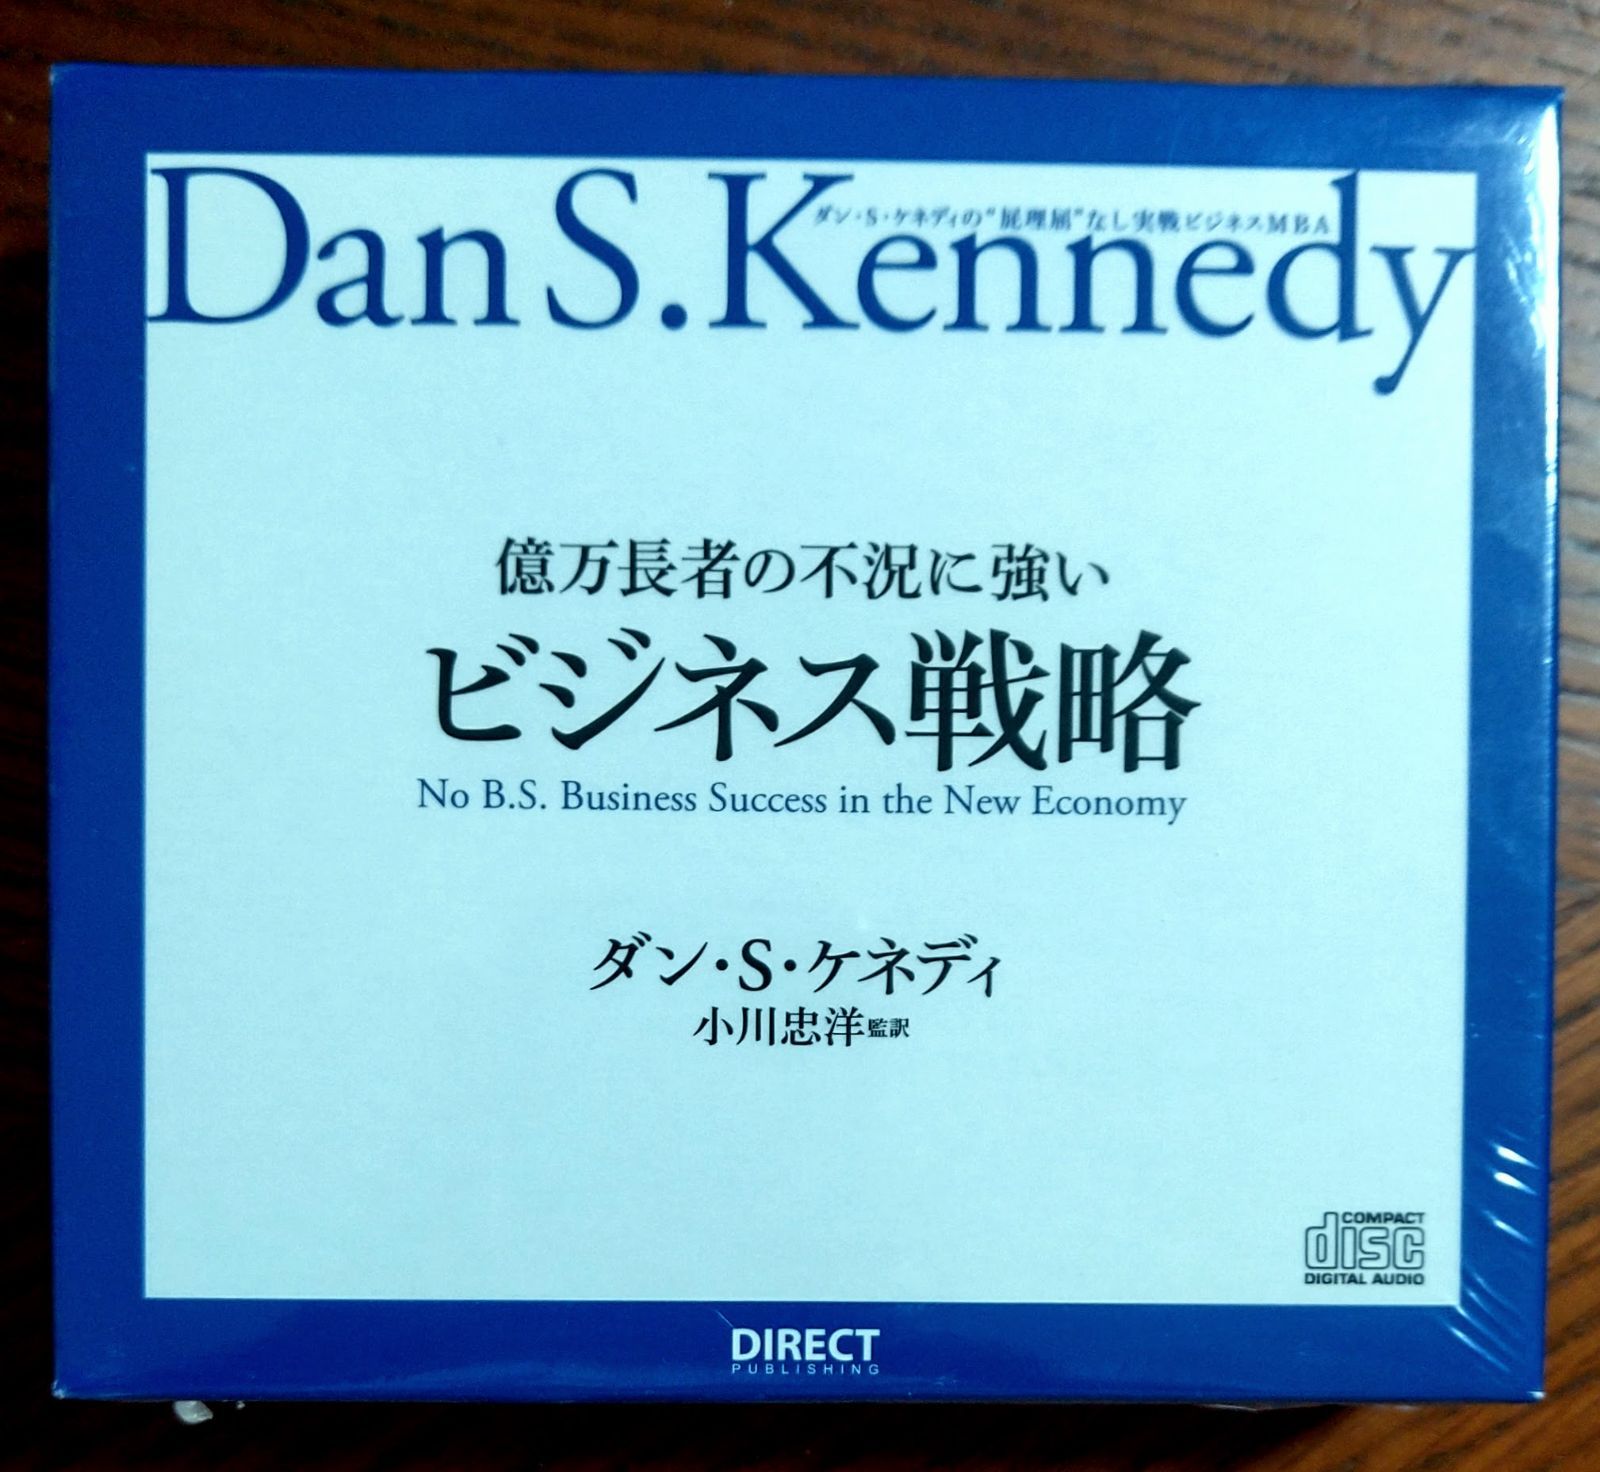 Dan S. Kennedy
ダン・S・ケネディの“屁理屈”なし実戦ビジネスMBA
億万長者の不況に強い
ビジネス戦略
No B.S. Business Success in the New Economy
ダン・S・ケネディ
小川忠洋監訳
COMPACT
disc
DIGITAL AUDIO
DIRECT
PUBLISHING